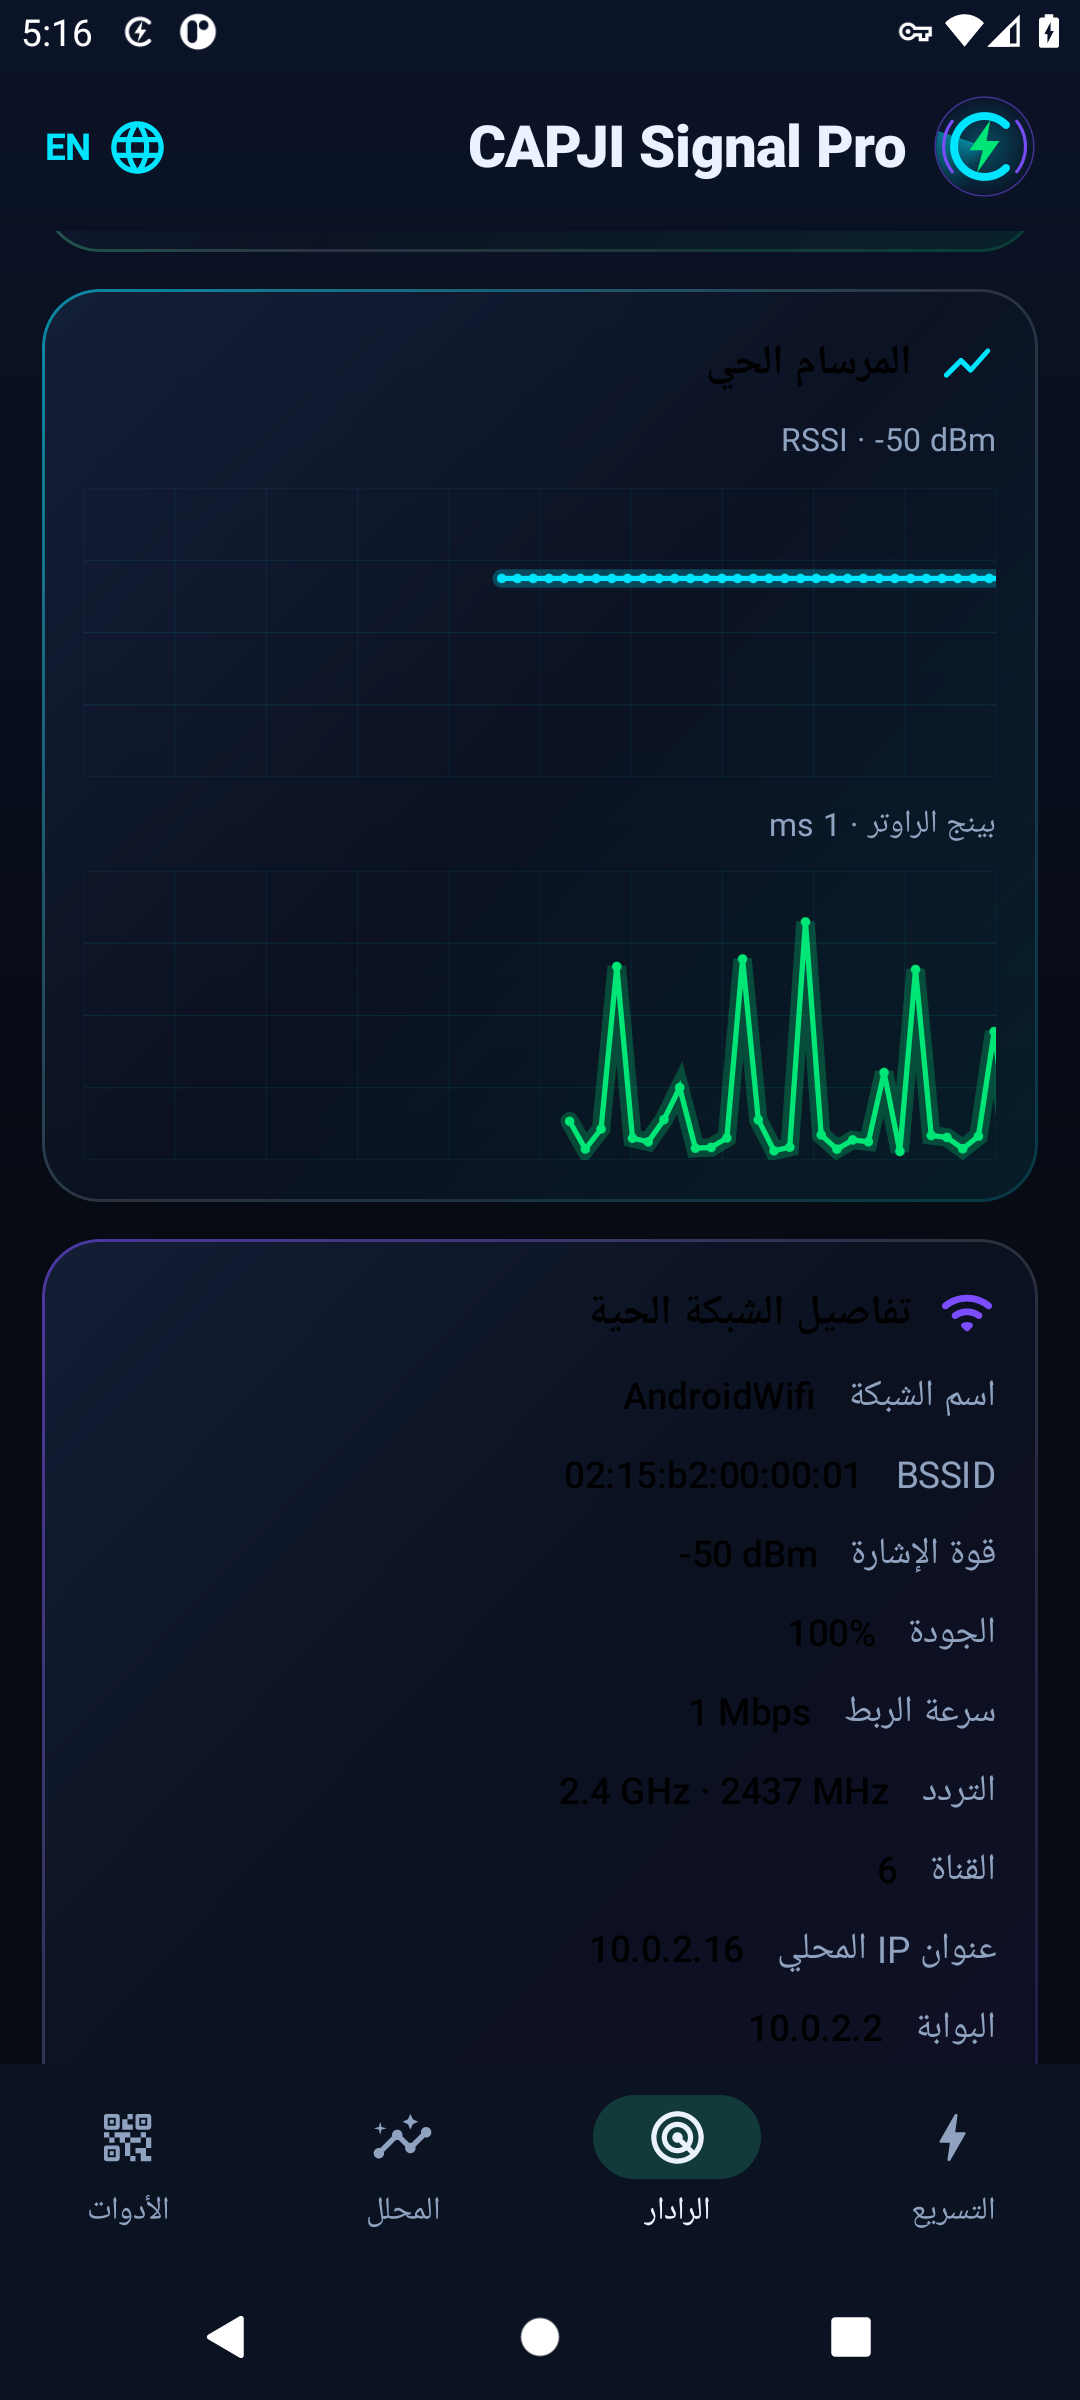 5:16
CAPJI Signal Pro
EN
المرسام الحي
RSSI · -50 dBm
بينج الراوتر · 1 ms
تفاصيل الشبكة الحية
اسم الشبكة AndroidWifi
BSSID 02:15:b2:00:00:01
قوة الإشارة -50 dBm
الجودة 100%
سرعة الربط 1 Mbps
التردد 2.4 GHz · 2437 MHz
القناة 6
عنوان IP المحلي 10.0.2.16
البوابة 10.0.2.2
التسريع
الرادار
المحلل
الأدوات